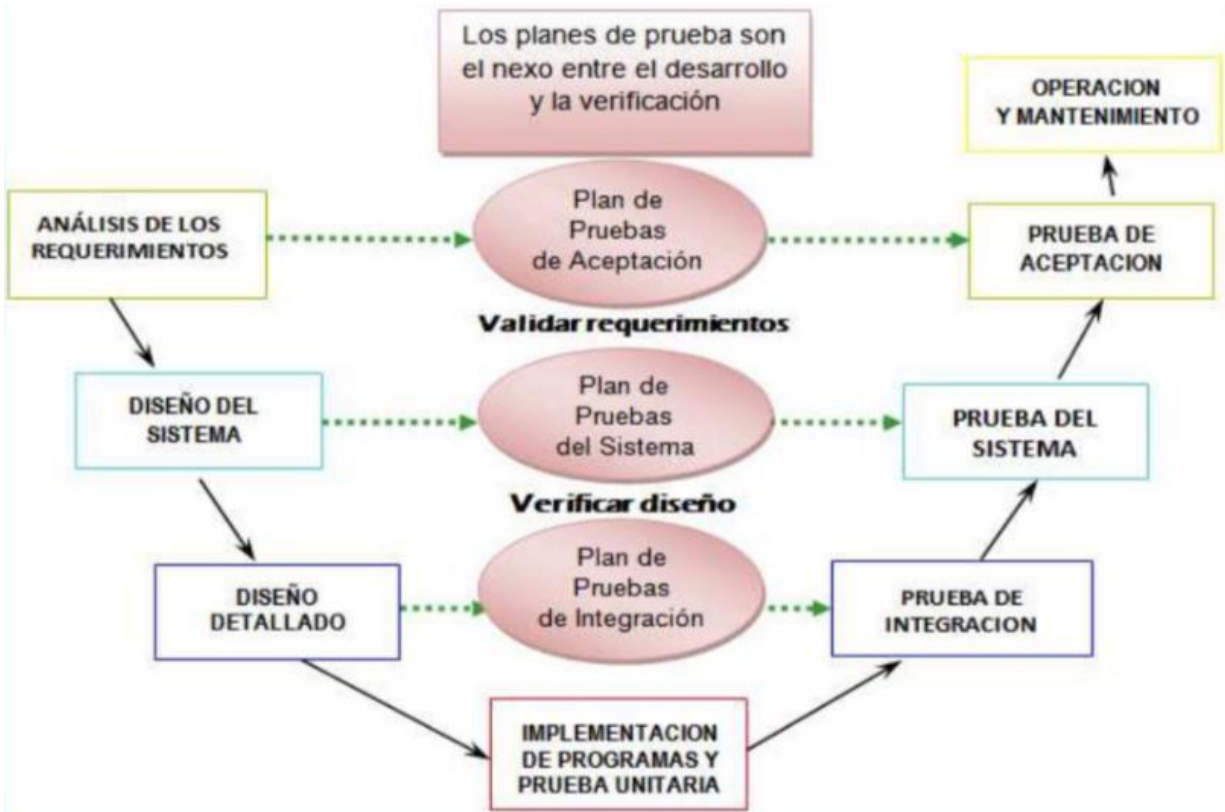 Los planes de prueba son
el nexo entre el desarrollo
y la verificación
OPERACION
Y MANTENIMIENTO
ANÁLISIS DE LOS
REQUERIMIENTOS
Plan de
Pruebas
de Aceptación
PRUEBA DE
ACEPTACION
Validar requerimientos
DISEÑO DEL
SISTEMA
Plan de
Pruebas
del Sistema
PRUEBA DEL
SISTEMA
Verificar diseño
DISEÑO
DETALLADO
Plan de
Pruebas
de Integración
PRUEBA DE
INTEGRACION
IMPLEMENTACION
DE PROGRAMAS Y
PRUEBA UNITARIA